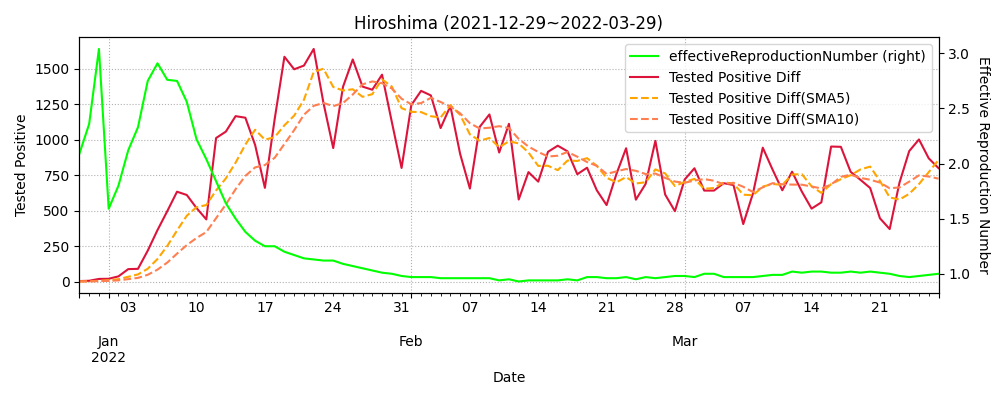 Hiroshima (2021-12-29~2022-03-29)
effectiveReproductionNumber (right)
Tested Positive Diff
Tested Positive Diff(SMA5)
Tested Positive Diff(SMA10)
Tested Positive
1500
1250
1000
750
500
250
0
3.0
2.5
2.0
1.5
1.0
Effective Reproduction Number
03 10 17 24 31 07 14 21 28 07 14 21
Jan Feb Mar
2022
Date